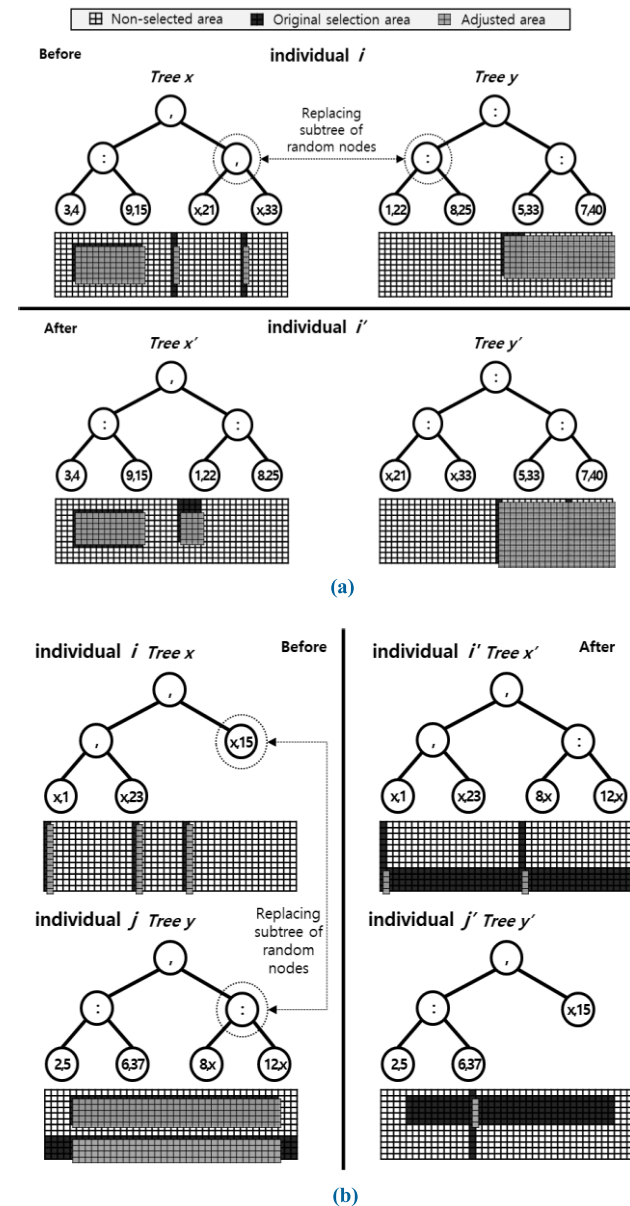 Non-selected area Original selection area Adjusted area
Before individual i
Tree x Tree y
, :
Replacing
subtree of
random nodes
: , : :
3,4 9,15 x,21 x,33 1,22 8,25 5,33 7,40
After individual i′
Tree x′ Tree y′
, :
: : : :
3,4 9,15 1,22 8.25 x,21 x,33 5,33 7,40
(a)
individual i Tree x Before
,
, x,15
x,1 x,23
individual j Tree y
Replacing
subtree of
random
nodes
,
: :
2,5 6,37 8,x 12,x
individual i′ Tree x′ After
,
, :
x,1 x,23 8,x 12,x
individual j′ Tree y′
,
: x,15
2,5 6,37
(b)